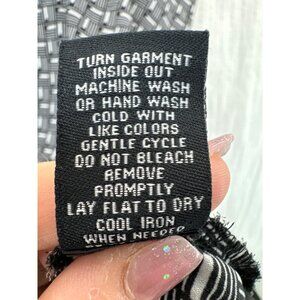 TURN GARMENT
INSIDE OUT
MACHINE WASH
OR HAND WASH
COLD WITH
LIKE COLORS
GENTLE CYCLE
DO NOT BLEACH
REMOVE
PROMPTLY
LAY FLAT TO DRY
COOL IRON
WHEN NEEDED